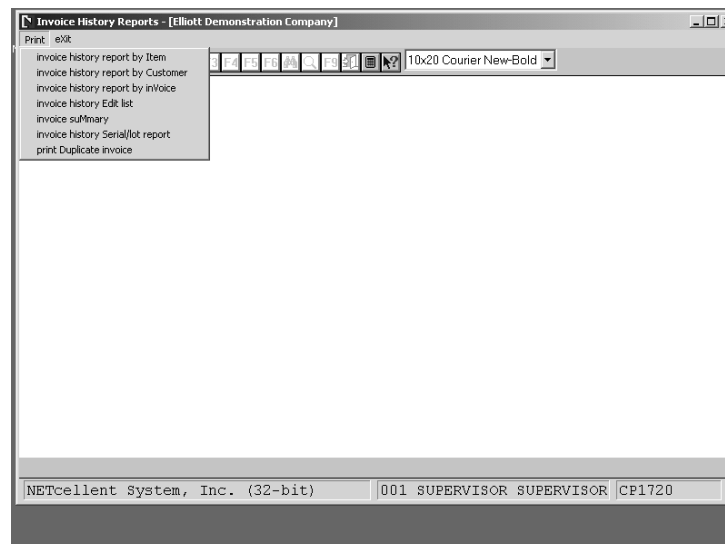 Invoice History Reports - [Elliott Demonstration Company]
Print eXit
invoice history report by Item
invoice history report by Customer
invoice history report by inVoice
invoice history Edit list
invoice suMmary
invoice history Serial/lot report
print Duplicate invoice
3 F4 F5 F6 F9 10x20 Courier New-Bold
NETcellent System, Inc. (32-bit) 001 SUPERVISOR SUPERVISOR CP1720